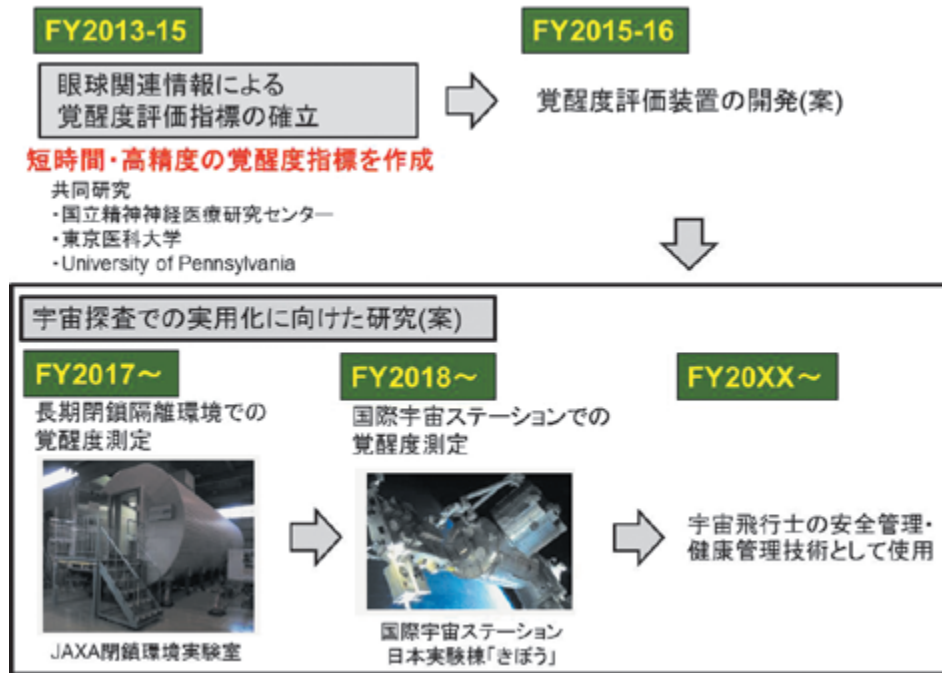 FY2013-15
眼球関連情報による
覚醒度評価指標の確立
短時間・高精度の覚醒度指標を作成
共同研究
・国立精神神経医療研究センター
・東京医科大学
・University of Pennsylvania
FY2015-16
覚醒度評価装置の開発(案)
宇宙探査での実用化に向けた研究(案)
FY2017～
長期閉鎖隔離環境での
覚醒度測定
JAXA閉鎖環境実験室
FY2018～
国際宇宙ステーションでの
覚醒度測定
国際宇宙ステーション
日本実験棟「きぼう」
FY20XX～
宇宙飛行士の安全管理・
健康管理技術として使用